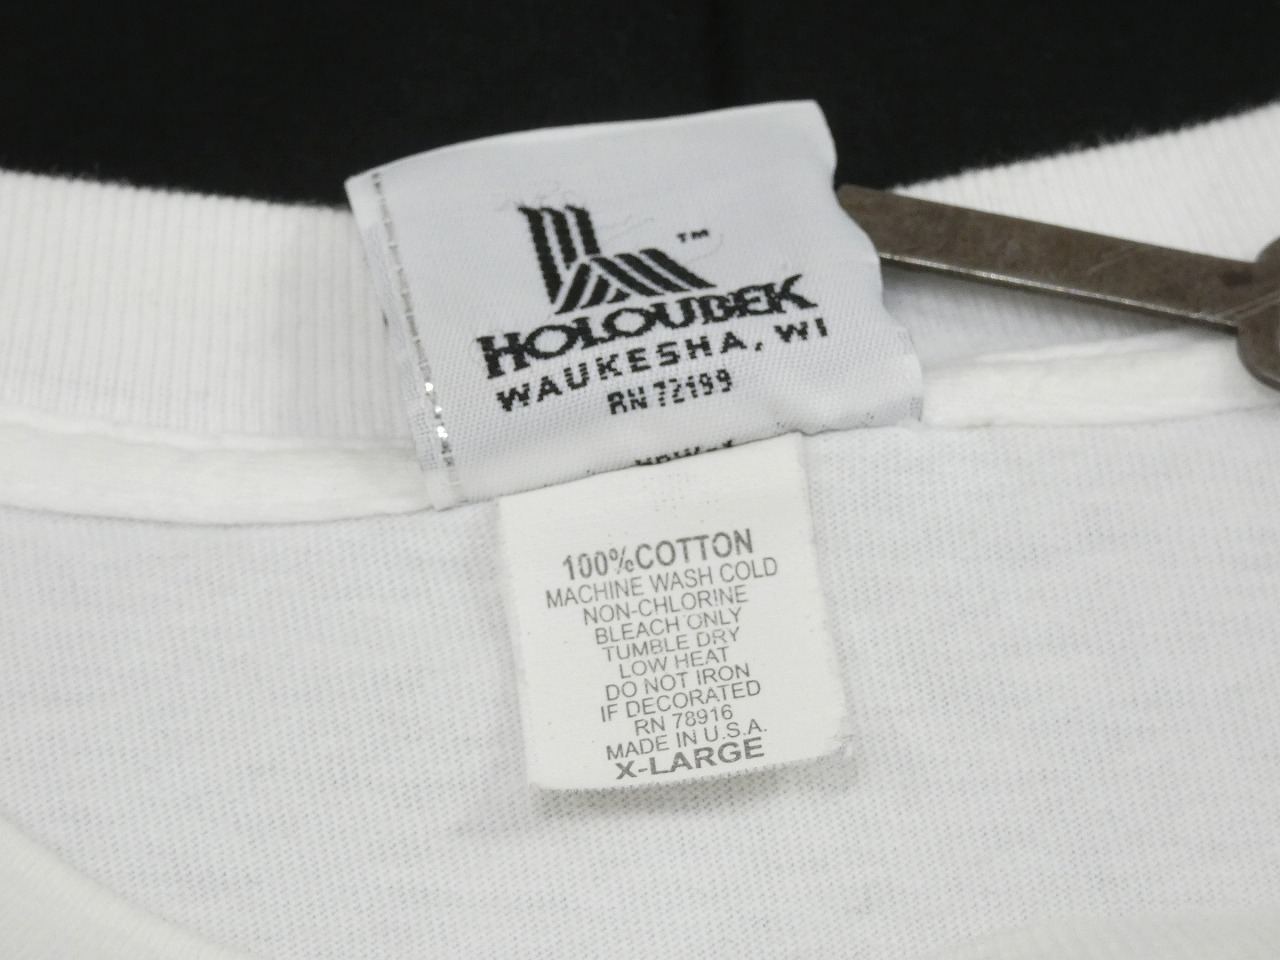 ™
HOLOUBEK
WAUKESHA, WI
RN 72199
100% COTTON
MACHINE WASH COLD
NON-CHLORINE
BLEACH ONLY
TUMBLE DRY
LOW HEAT
DO NOT IRON
IF DECORATED
RN 78916
MADE IN U.S.A.
X-LARGE